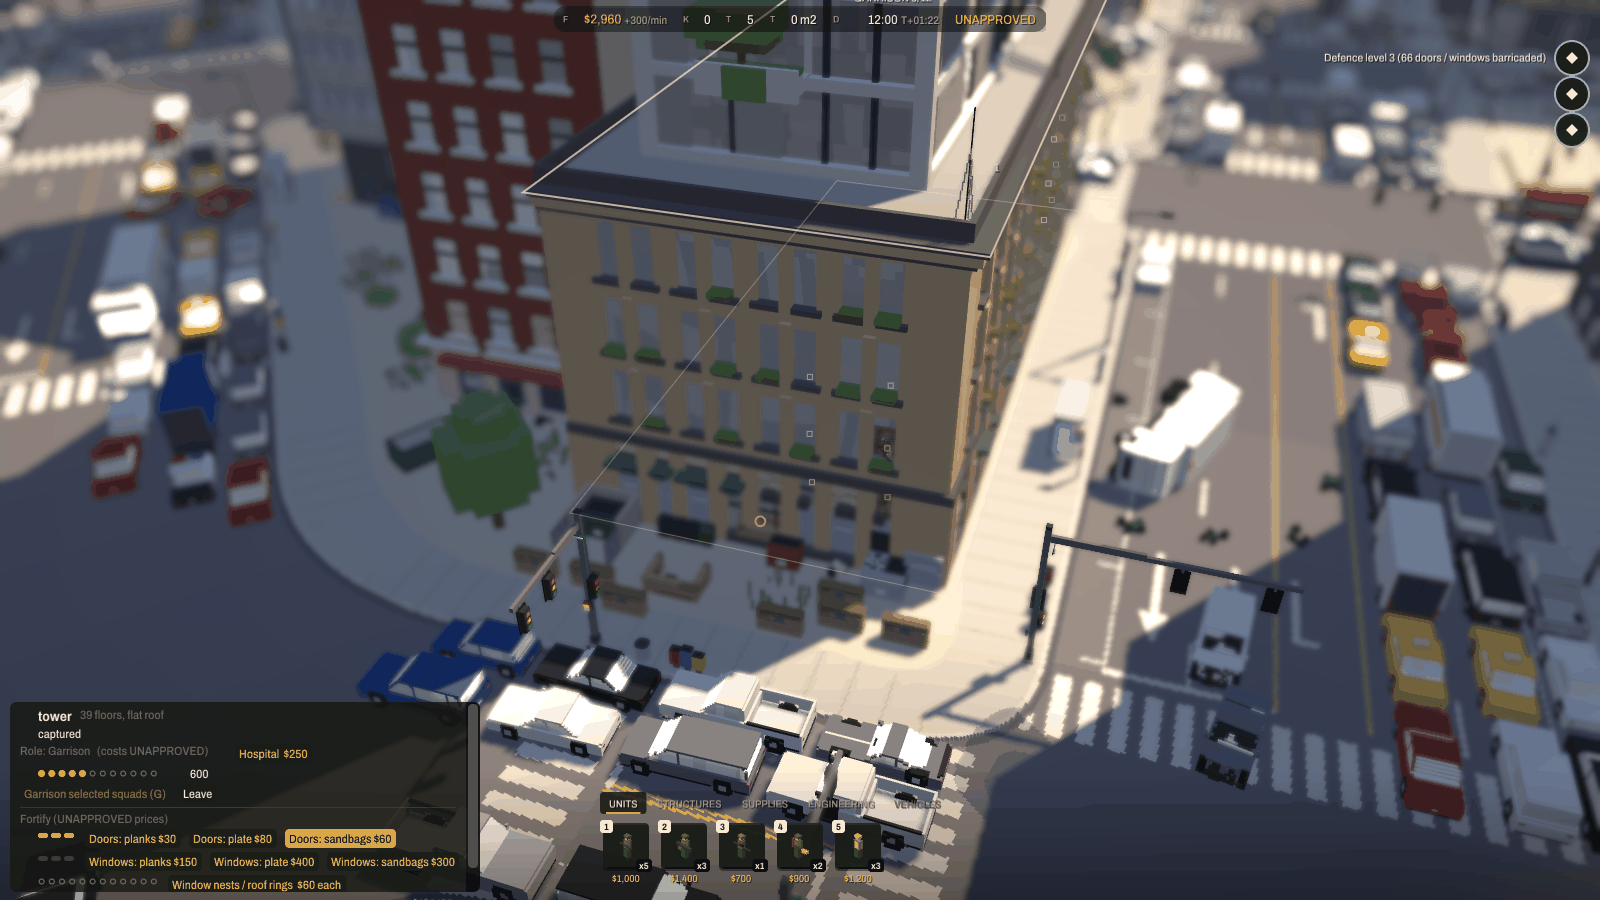 F $2,960 +300/min K 0 T 5 T 0 m2 D 12:00 T+01:22 UNAPPROVED
Defence level 3 (66 doors / windows barricaded)
tower 39 floors, flat roof
captured
Role: Garrison (costs UNAPPROVED) Hospital $250
600
Garrison selected squads (G) Leave
Fortify (UNAPPROVED prices)
Doors: planks $30 Doors: plate $80 Doors: sandbags $60
Windows: planks $150 Windows: plate $400 Windows: sandbags $300
Window nests / roof rings $60 each
UNITS STRUCTURES SUPPLIES ENGINEERING VEHICLES
1 2 3 4 5
x5 x3 x1 x2 x3
$1,000 $1,400 $700 $900 $1,200